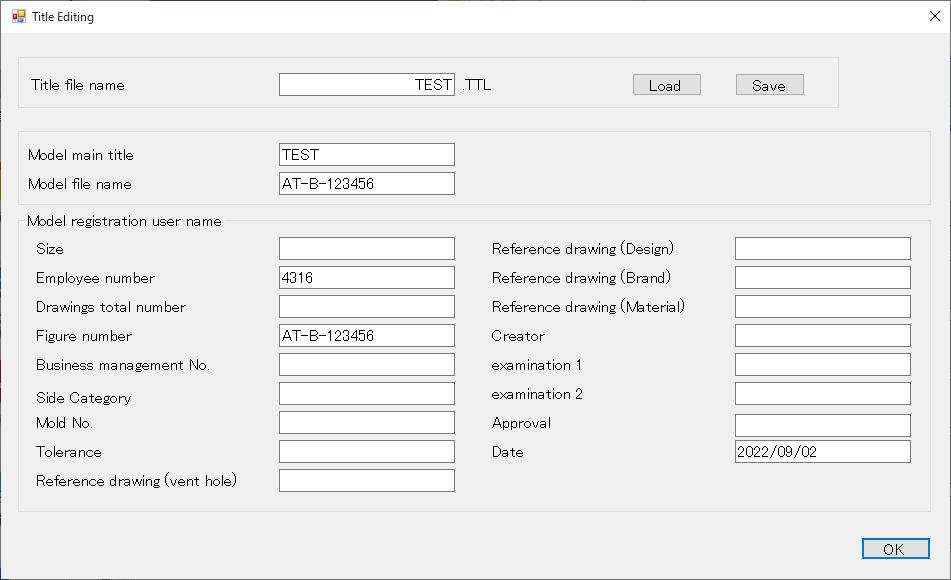 Title Editing
Title file name TEST .TTL Load Save
Model main title TEST
Model file name AT-B-123456
Model registration user name
Size Reference drawing (Design)
Employee number 4316 Reference drawing (Brand)
Drawings total number Reference drawing (Material)
Figure number AT-B-123456 Creator
Business management No. examination 1
Side Category examination 2
Mold No. Approval
Tolerance Date 2022/09/02
Reference drawing (vent hole)
OK